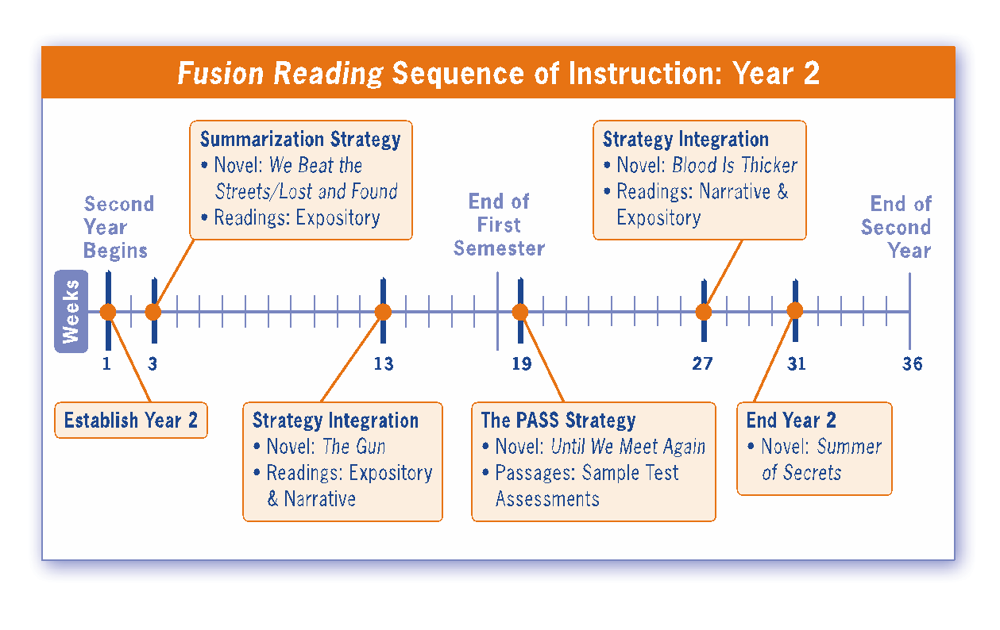 Fusion Reading Sequence of Instruction: Year 2
Summarization Strategy
• Novel: We Beat the
Streets/Lost and Found
• Readings: Expository
Strategy Integration
• Novel: Blood Is Thicker
• Readings: Narrative &
Expository
Second
Year
Begins
End of
First
Semester
End of
Second
Year
Weeks
1 3 13 19 27 31 36
Establish Year 2
Strategy Integration
• Novel: The Gun
• Readings: Expository
& Narrative
The PASS Strategy
• Novel: Until We Meet Again
• Passages: Sample Test
Assessments
End Year 2
• Novel: Summer
of Secrets